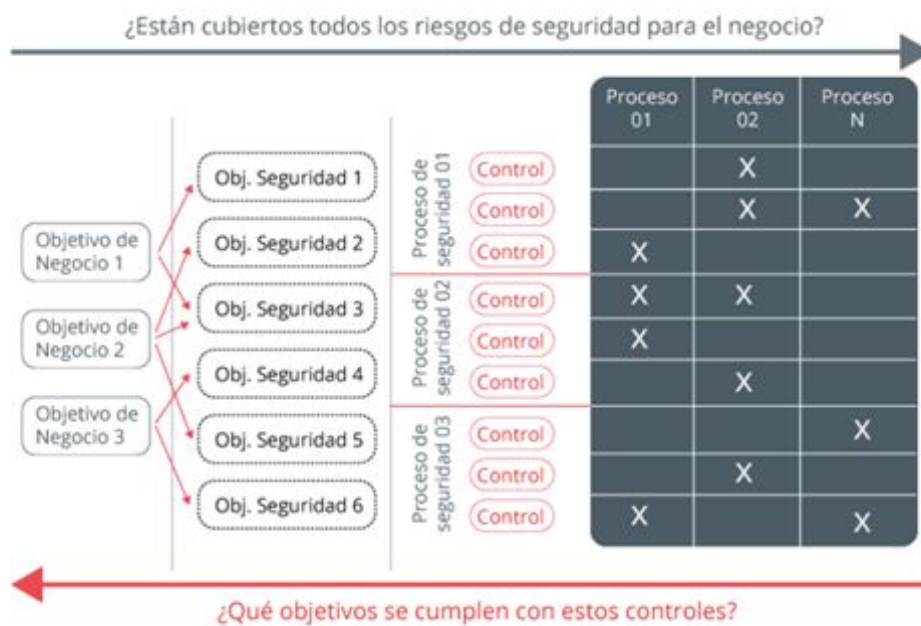 ¿Están cubiertos todos los riesgos de seguridad para el negocio?
Proceso
01
Proceso
02
Proceso
N
Objetivo de
Negocio 1
Objetivo de
Negocio 2
Objetivo de
Negocio 3
Obj. Seguridad 1
Obj. Seguridad 2
Obj. Seguridad 3
Obj. Seguridad 4
Obj. Seguridad 5
Obj. Seguridad 6
Proceso de
seguridad 01
Control
Control
Control
Proceso de
seguridad 02
Control
Control
Control
Proceso de
seguridad 03
Control
Control
Control
X
X X
X
X X
X
X
X
X
X X
¿Qué objetivos se cumplen con estos controles?